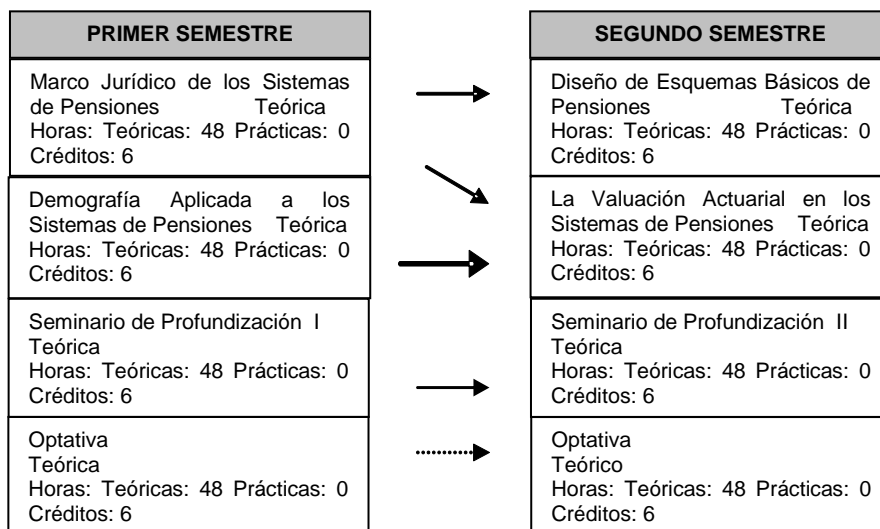 PRIMER SEMESTRE
Marco Jurídico de los Sistemas
de Pensiones Teórica
Horas: Teóricas: 48 Prácticas: 0
Créditos: 6
Demografía Aplicada a los
Sistemas de Pensiones Teórica
Horas: Teóricas: 48 Prácticas: 0
Créditos: 6
Seminario de Profundización I
Teórica
Horas: Teóricas: 48 Prácticas: 0
Créditos: 6
Optativa
Teórica
Horas: Teóricas: 48 Prácticas: 0
Créditos: 6
SEGUNDO SEMESTRE
Diseño de Esquemas Básicos de
Pensiones Teórica
Horas: Teóricas: 48 Prácticas: 0
Créditos: 6
La Valuación Actuarial en los
Sistemas de Pensiones Teórica
Horas: Teóricas: 48 Prácticas: 0
Créditos: 6
Seminario de Profundización II
Teórica
Horas: Teóricas: 48 Prácticas: 0
Créditos: 6
Optativa
Teórico
Horas: Teóricas: 48 Prácticas: 0
Créditos: 6